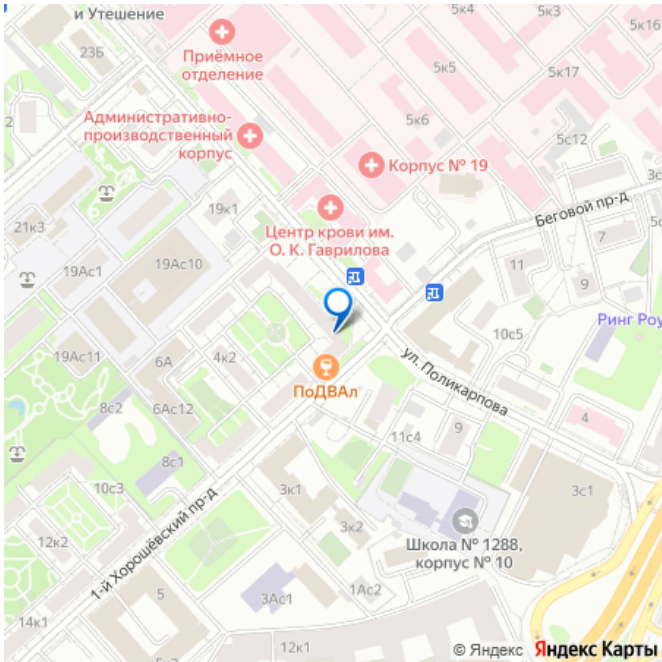 и Утешение
5к4
5к3
5к16
23Б
Приёмное
отделение
5к5
5к17
Административно-
производственный
корпус
5к6
5с12
Корпус № 19
3с
19к1
Беговой пр-д
21к3
Центр крови им.
О. К. Гаврилова
7
5с
19Ас1
19Ас10
11
9
10с5
Ринг Роу
19Ас11
6А
4к2
ул. Поликарпова
ПоДВАл
8с2
6Ас12
4
11с4
9
8с1
10с3
3к1
3с1
1-й Хорошёвский пр-д
12к2
3к2
Школа № 1288,
корпус № 10
5
1Ас2
3Ас1
14к1
12к1
© Яндекс Яндекс Карты